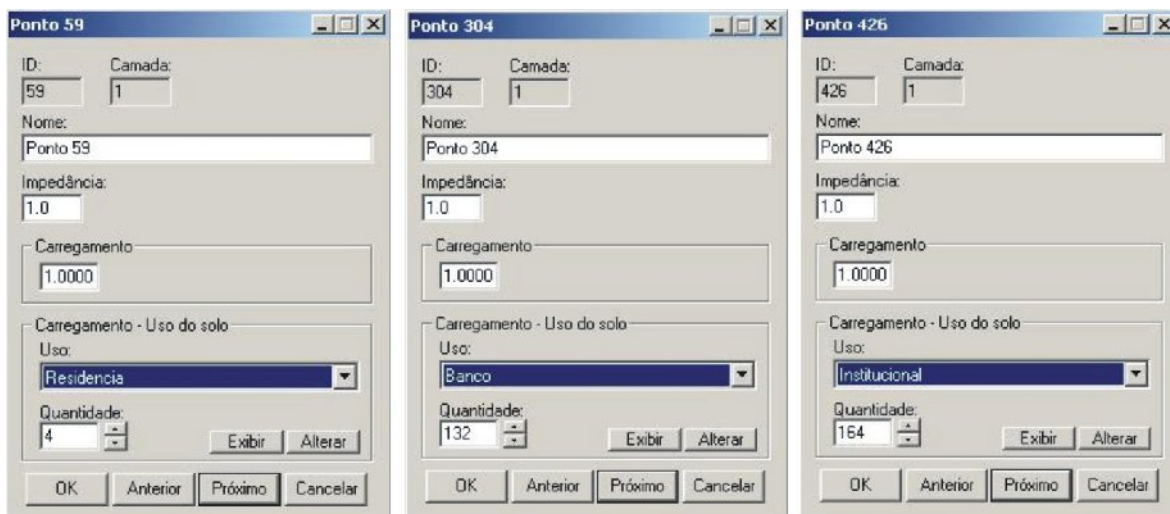 Ponto 59
ID: Camada:
59 1
Nome:
Ponto 59
Impedância:
1.0
Carregamento
1.0000
Carregamento - Uso do solo
Uso:
Residencia
Quantidade:
4 Exibir Alterar
OK Anterior Próximo Cancelar
Ponto 304
ID: Camada:
304 1
Nome:
Ponto 304
Impedância:
1.0
Carregamento
1.0000
Carregamento - Uso do solo
Uso:
Banco
Quantidade:
132 Exibir Alterar
OK Anterior Próximo Cancelar
Ponto 426
ID: Camada:
426 1
Nome:
Ponto 426
Impedância:
1.0
Carregamento
1.0000
Carregamento - Uso do solo
Uso:
Institucional
Quantidade:
164 Exibir Alterar
OK Anterior Próximo Cancelar